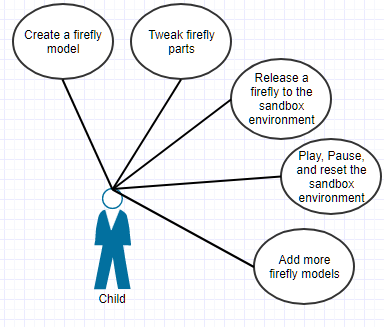 Create a firefly
model
Tweak firefly
parts
Release a
firefly to the
sandbox
environment
Play, Pause,
and reset the
sandbox
environment
Add more
firefly models
Child